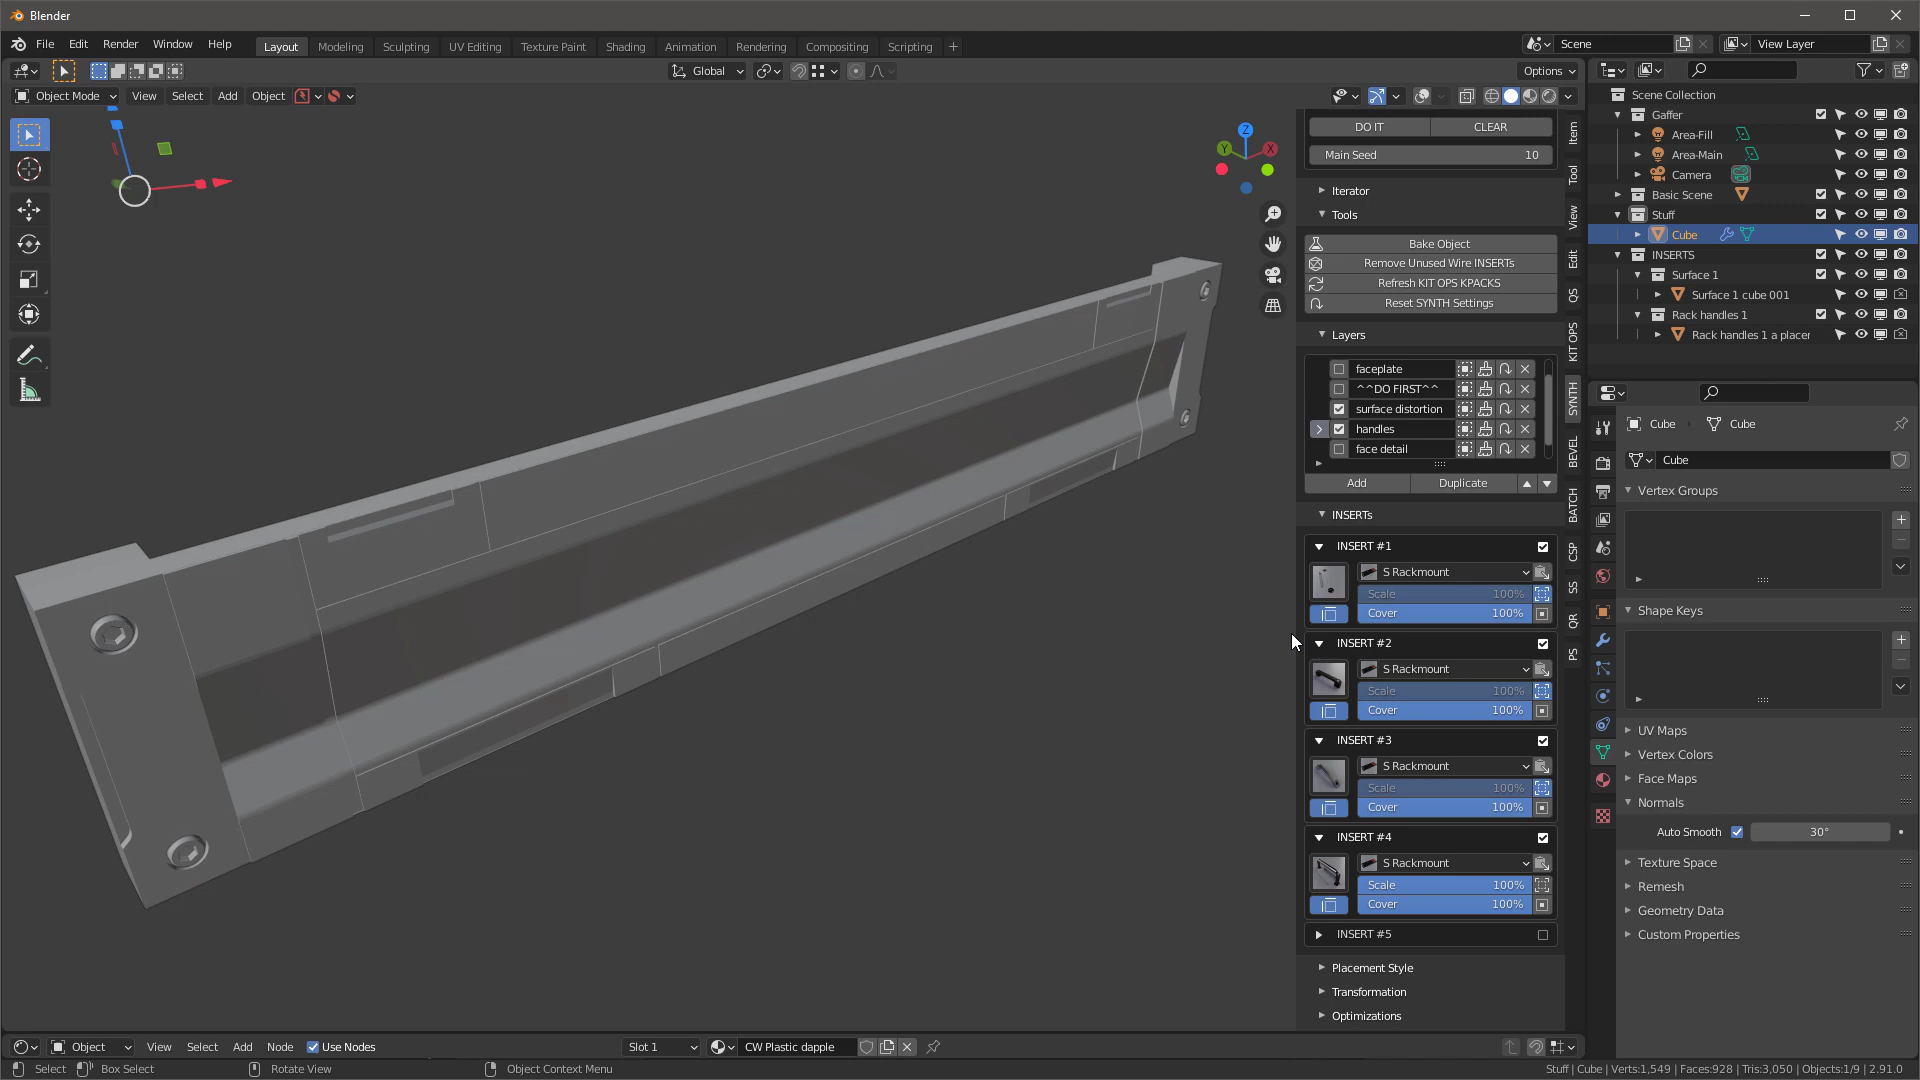 Blender
File Edit Render Window Help Layout Modeling Sculpting UV Editing Texture Paint Shading Animation Rendering Compositing Scripting + Scene View Layer
Global Options
Object Mode View Select Add Object
Scene Collection
Gaffer
Area-Fill
Area-Main
Camera
Basic Scene
Stuff
Cube
INSERTS
Surface 1
Surface 1 cube 001
Rack handles 1
Rack handles 1 a placer
Z
Y X
DO IT CLEAR
Main Seed 10
Iterator
Tools
Bake Object
Remove Unused Wire INSERTs
Refresh KIT OPS KPACKS
Reset SYNTH Settings
Layers
faceplate
^^DO FIRST^^
surface distortion
handles
face detail
Add Duplicate
INSERTs
INSERT #1
S Rackmount
Scale 100%
Cover 100%
INSERT #2
S Rackmount
Scale 100%
Cover 100%
INSERT #3
S Rackmount
Scale 100%
Cover 100%
INSERT #4
S Rackmount
Scale 100%
Cover 100%
INSERT #5
Placement Style
Transformation
Optimizations
Item
Tool
View
Edit
QS
KIT OPS
SYNTH
BEVEL
BATCH
CSP
SS
QR
PS
Cube Cube
Cube
Vertex Groups
Shape Keys
UV Maps
Vertex Colors
Face Maps
Normals
Auto Smooth 30°
Texture Space
Remesh
Geometry Data
Custom Properties
Object View Select Add Node Use Nodes Slot 1 CW Plastic dapple
Select Box Select Rotate View Object Context Menu Stuff | Cube | Verts:1,549 | Faces:928 | Tris:3,050 | Objects:1/9 | 2.91.0